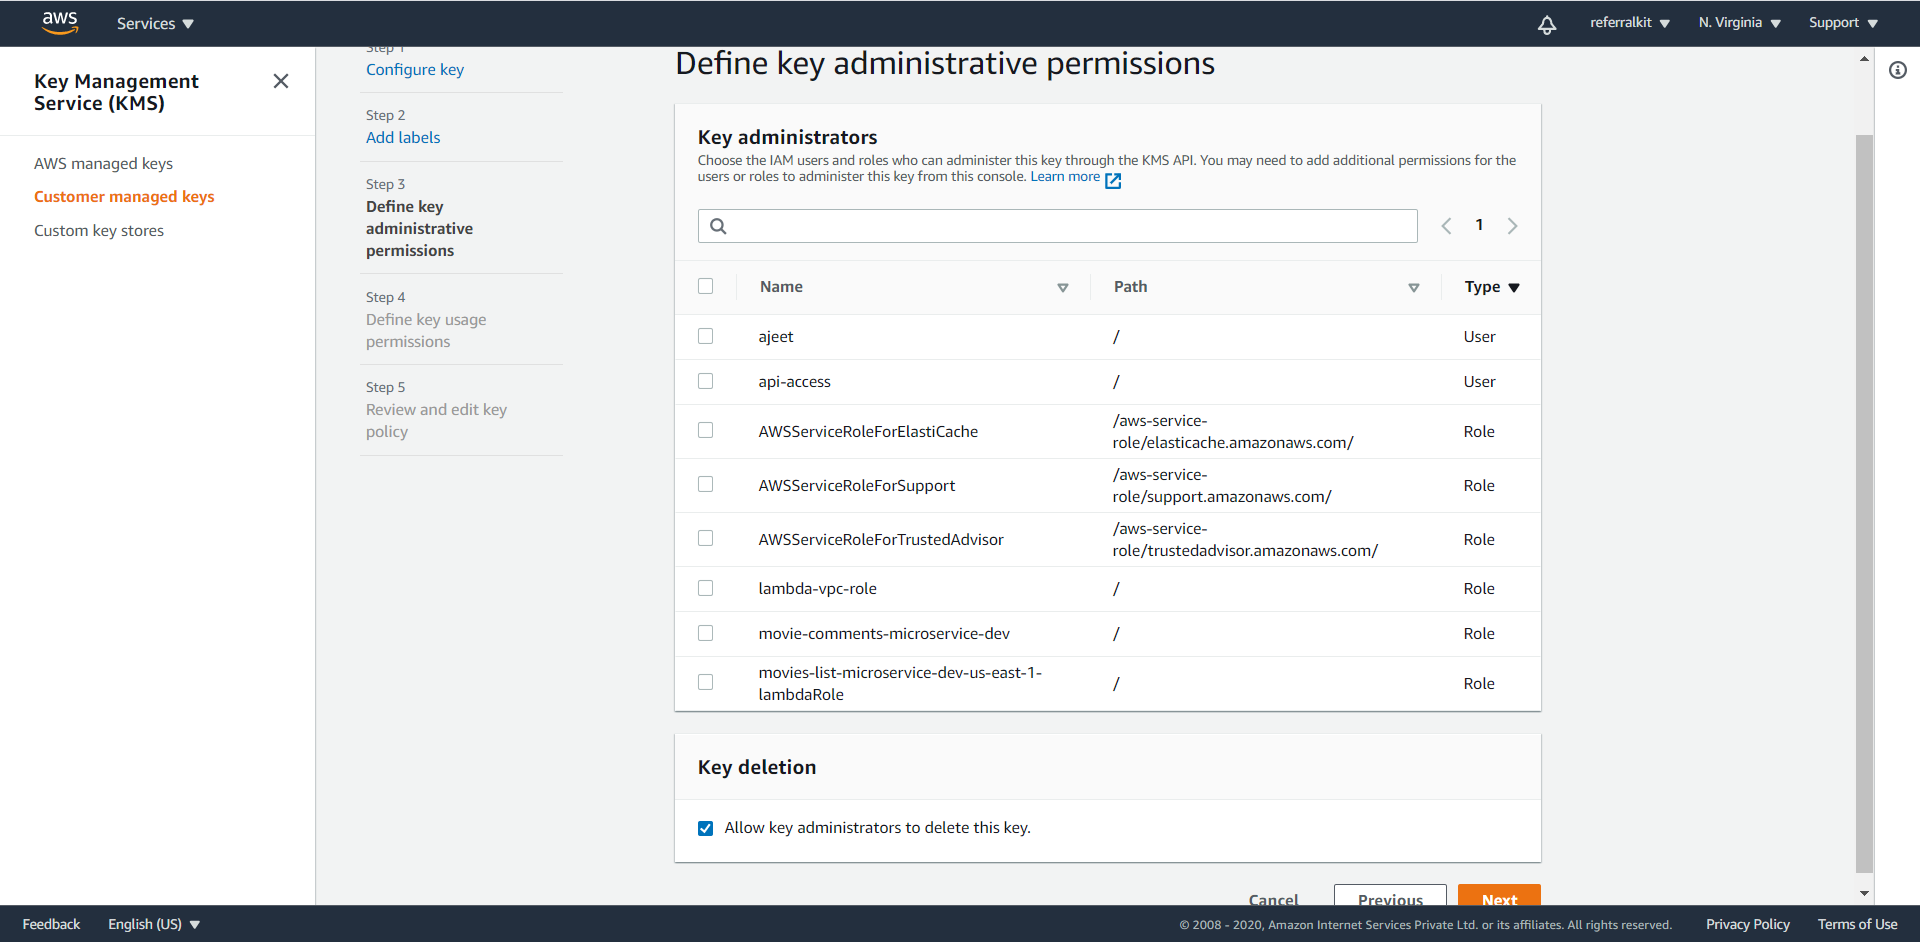 aws
Services
referralkit
N. Virginia
Support
Key Management
Service (KMS)
AWS managed keys
Customer managed keys
Custom key stores
Step 1
Configure key
Step 2
Add labels
Step 3
Define key
administrative
permissions
Step 4
Define key usage
permissions
Step 5
Review and edit key
policy
Define key administrative permissions
Key administrators
Choose the IAM users and roles who can administer this key through the KMS API. You may need to add additional permissions for the
users or roles to administer this key from this console. Learn more
1
Name Path Type
ajeet / User
api-access / User
AWSServiceRoleForElastiCache /aws-service-
role/elasticache.amazonaws.com/ Role
AWSServiceRoleForSupport /aws-service-
role/support.amazonaws.com/ Role
AWSServiceRoleForTrustedAdvisor /aws-service-
role/trustedadvisor.amazonaws.com/ Role
lambda-vpc-role / Role
movie-comments-microservice-dev / Role
movies-list-microservice-dev-us-east-1-
lambdaRole / Role
Key deletion
Allow key administrators to delete this key.
Cancel Previous Next
Feedback English (US) © 2008 - 2020, Amazon Internet Services Private Ltd. or its affiliates. All rights reserved. Privacy Policy Terms of Use